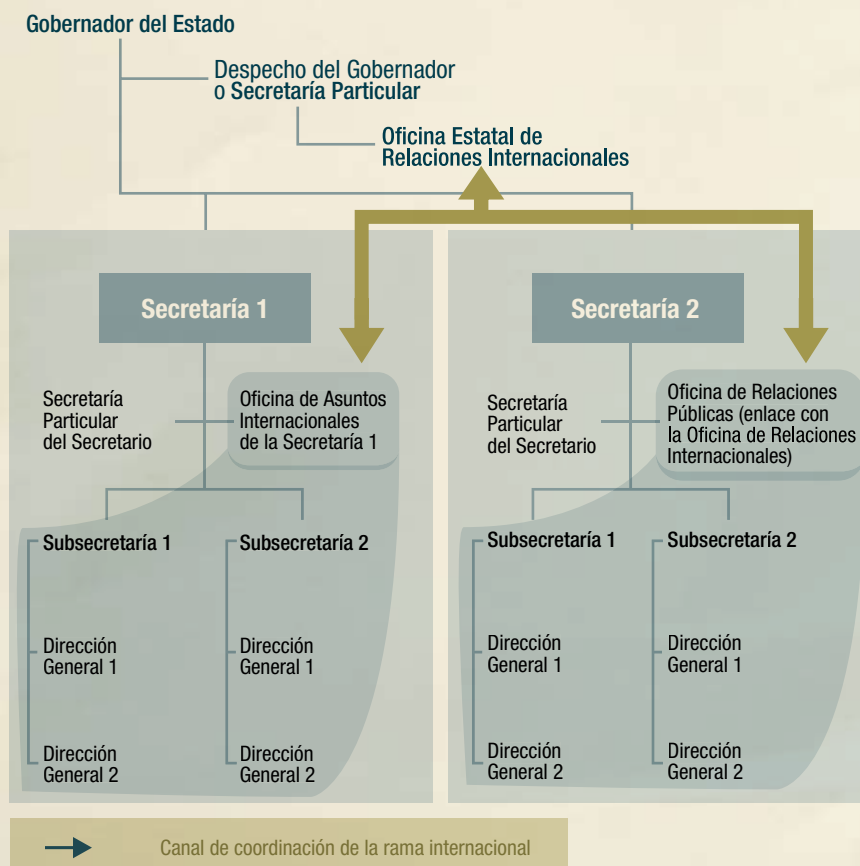 Gobernador del Estado
Despecho del Gobernador
o Secretaría Particular
Oficina Estatal de
Relaciones Internacionales
Secretaría 1
Secretaría
Particular
del Secretario
Oficina de Asuntos
Internacionales
de la Secretaría 1
Subsecretaría 1
Dirección
General 1
Dirección
General 2
Subsecretaría 2
Dirección
General 1
Dirección
General 2
Secretaría 2
Secretaría
Particular
del Secretario
Oficina de Relaciones
Públicas (enlace con
la Oficina de Relaciones
Internacionales)
Subsecretaría 1
Dirección
General 1
Dirección
General 2
Subsecretaría 2
Dirección
General 1
Dirección
General 2
Canal de coordinación de la rama internacional